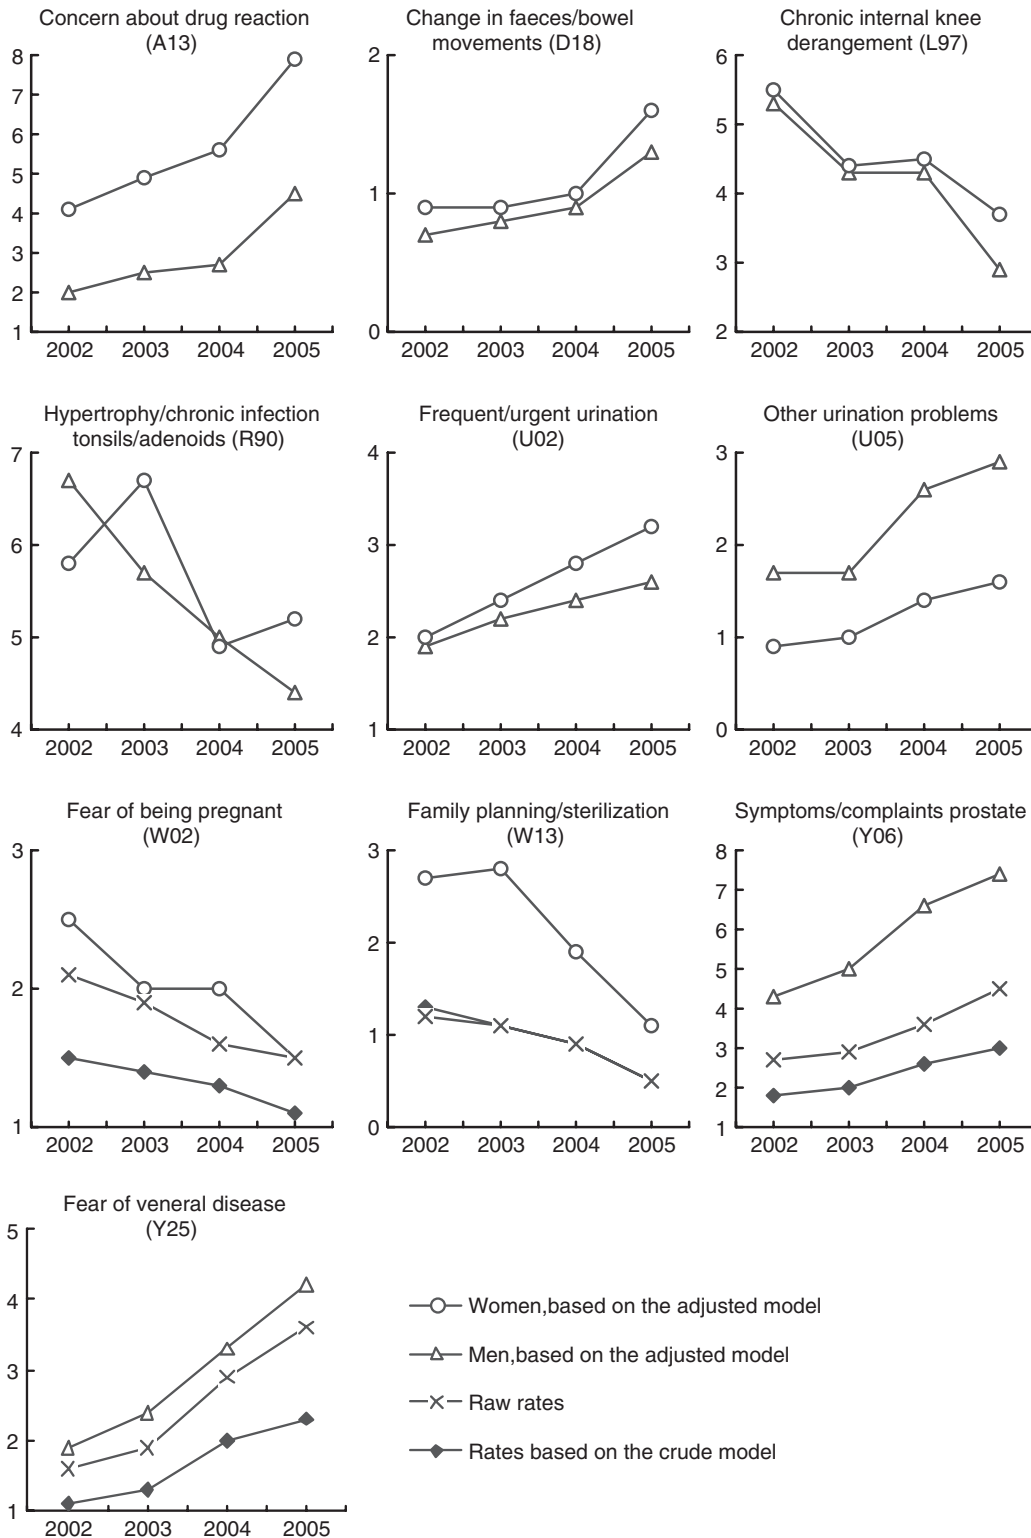 Concern about drug reaction
(A13)
8
7
6
5
4
3
2
1
2002 2003 2004 2005
Change in faeces/bowel
movements (D18)
2
1
0
2002 2003 2004 2005
Chronic internal knee
derangement (L97)
6
5
4
3
2
2002 2003 2004 2005
Hypertrophy/chronic infection
tonsils/adenoids (R90)
7
6
5
4
2002 2003 2004 2005
Frequent/urgent urination
(U02)
4
3
2
1
2002 2003 2004 2005
Other urination problems
(U05)
3
2
1
0
2002 2003 2004 2005
Fear of being pregnant
(W02)
3
2
1
2002 2003 2004 2005
Family planning/sterilization
(W13)
3
2
1
0
2002 2003 2004 2005
Symptoms/complaints prostate
(Y06)
8
7
6
5
4
3
2
1
2002 2003 2004 2005
Fear of veneral disease
(Y25)
5
4
3
2
1
2002 2003 2004 2005
Women,based on the adjusted model
Men,based on the adjusted model
Raw rates
Rates based on the crude model